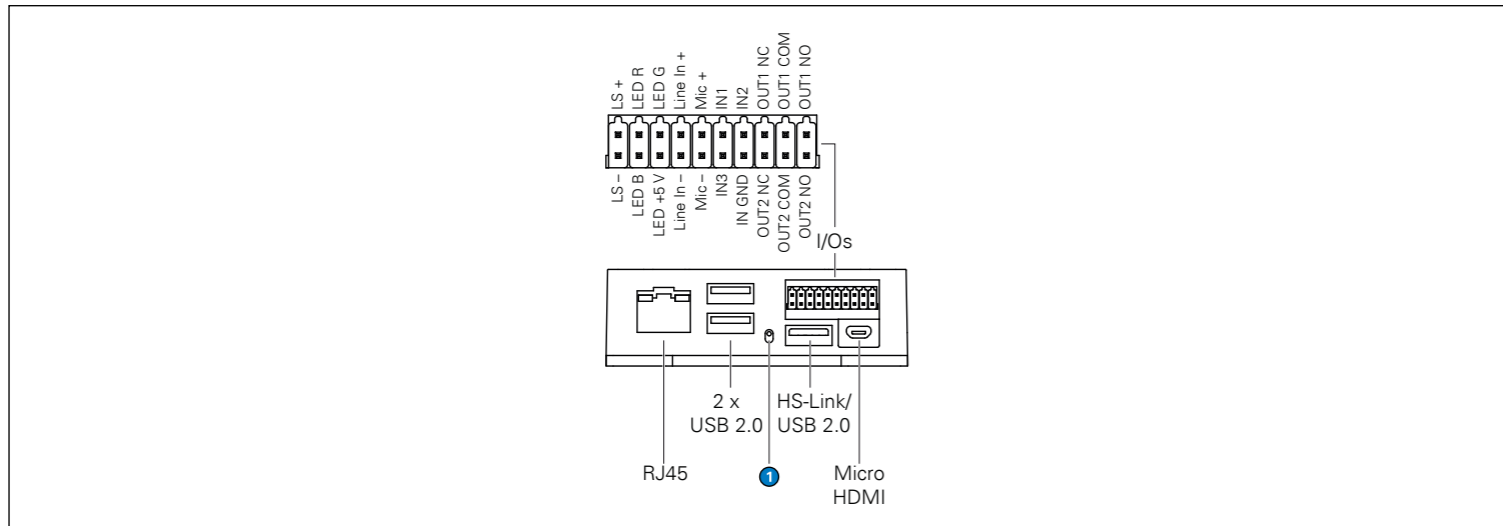 LS +
LED R
LED G
Line In +
Mic +
IN1
IN2
OUT1 NC
OUT1 COM
OUT1 NO
LS –
LED B
LED +5 V
Line In –
Mic –
IN3
IN GND
OUT2 NC
OUT2 COM
OUT2 NO
I/Os
2 x
USB 2.0
HS-Link/
USB 2.0
RJ45
1
Micro
HDMI